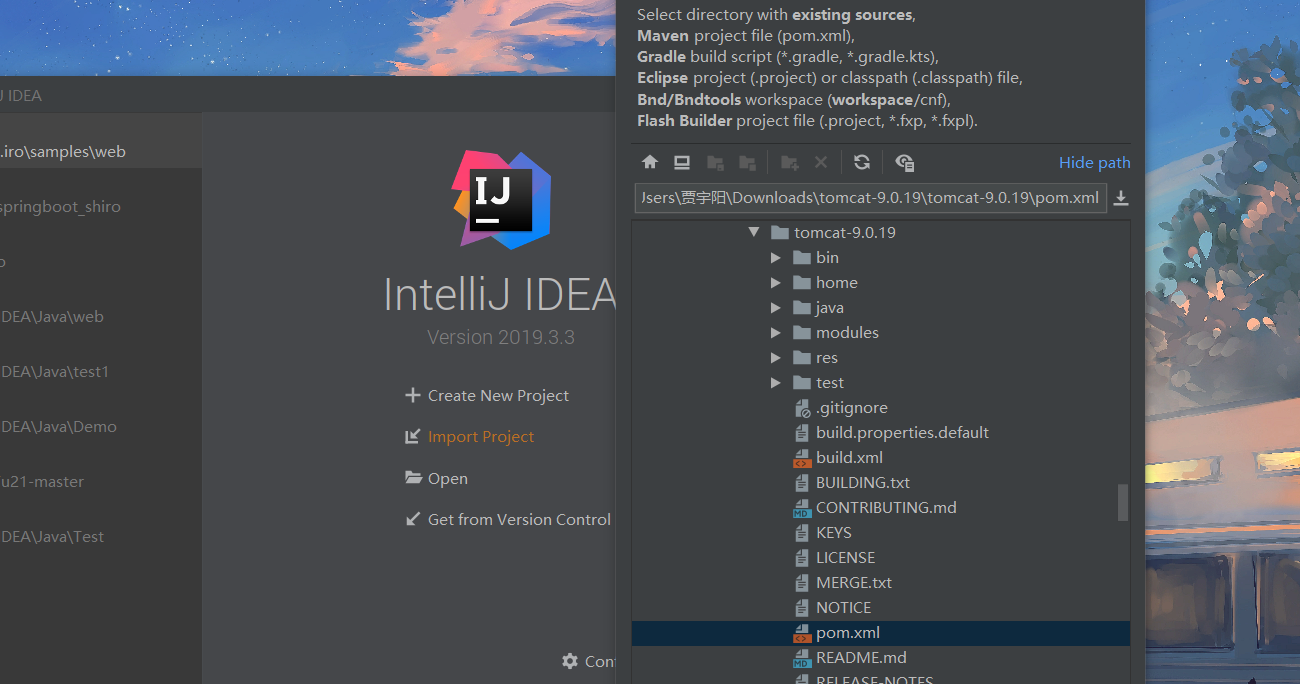 Select directory with existing sources,
Maven project file (pom.xml),
Gradle build script (*.gradle, *.gradle.kts),
Eclipse project (.project) or classpath (.classpath) file,
Bnd/Bndtools workspace (workspace/cnf),
Flash Builder project file (.project, *.fxp, *.fxpl).
Hide path
\贾宇阳\Downloads\tomcat-9.0.19\tomcat-9.0.19\pom.xml
tomcat-9.0.19
bin
home
java
modules
res
test
.gitignore
build.properties.default
build.xml
BUILDING.txt
CONTRIBUTING.md
KEYS
LICENSE
MERGE.txt
NOTICE
pom.xml
README.md
RELEASE-NOTES
IDEA
.iro\samples\web
springboot_shiro
DEA\Java\web
DEA\Java\test1
DEA\Java\Demo
u21-master
DEA\Java\Test
IJ
IntelliJ IDEA
Version 2019.3.3
Create New Project
Import Project
Open
Get from Version Control